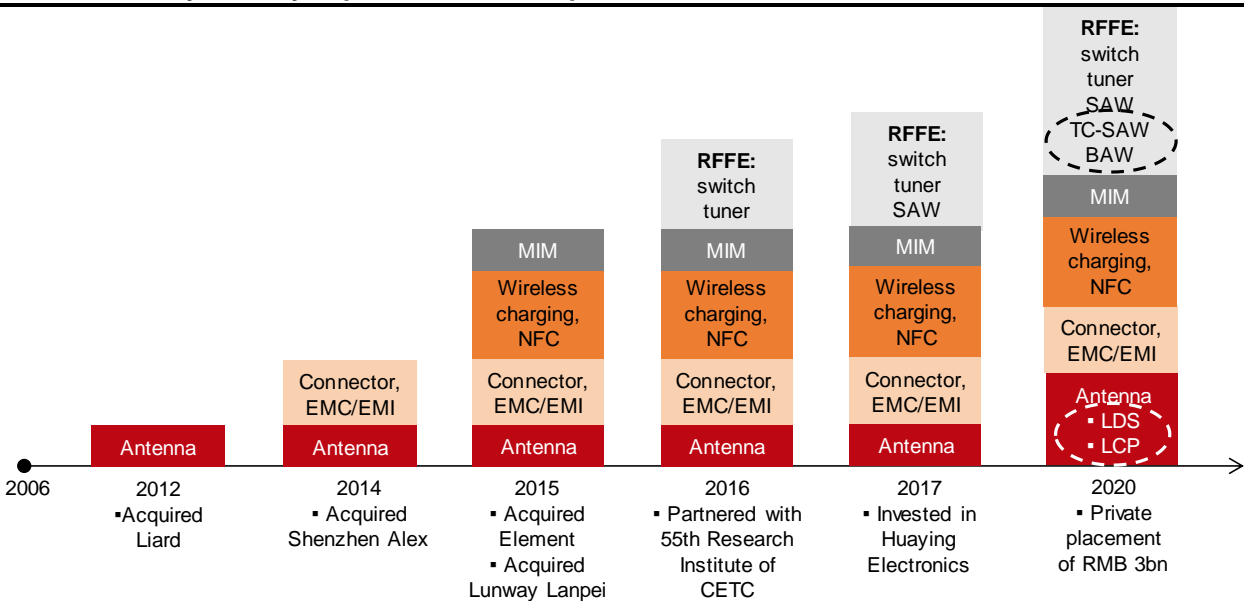 RFFE:
switch
tuner
SAW
TC-SAW
BAW
MIM
Wireless
charging,
NFC
Connector,
EMC/EMI
Antenna
▪ LDS
▪ LCP
RFFE:
switch
tuner
SAW
MIM
Wireless
charging,
NFC
Connector,
EMC/EMI
Antenna
RFFE:
switch
tuner
MIM
Wireless
charging,
NFC
Connector,
EMC/EMI
Antenna
MIM
Wireless
charging,
NFC
Connector,
EMC/EMI
Antenna
Connector,
EMC/EMI
Antenna
Antenna
2006
2012
▪Acquired
Liard
2014
▪ Acquired
Shenzhen Alex
2015
▪ Acquired
Element
▪ Acquired
Lunway Lanpei
2016
▪ Partnered with
55th Research
Institute of
CETC
2017
▪ Invested in
Huaying
Electronics
2020
▪ Private
placement
of RMB 3bn